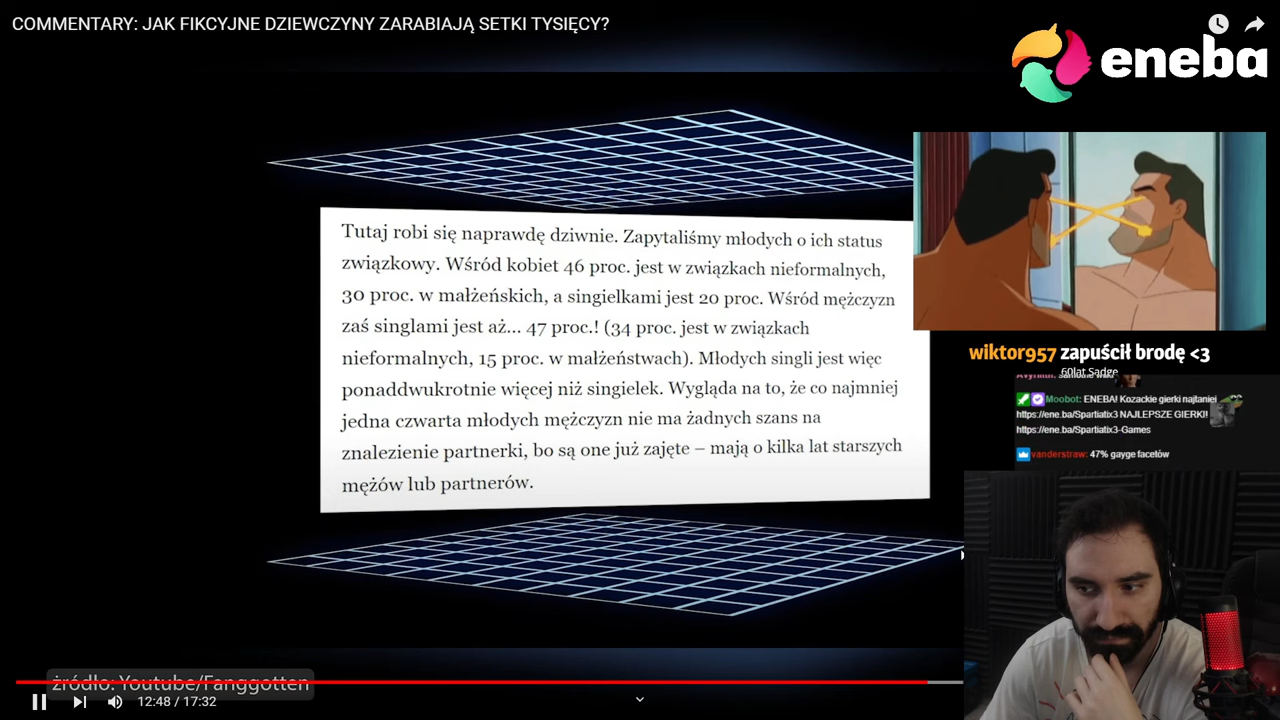 COMMENTARY: JAK FIKCYJNE DZIEWCZYNY ZARABIAJĄ SETKI TYSIĘCY?
eneba
Tutaj robi się naprawdę dziwnie. Zapytaliśmy młodych o ich status
związkowy. Wśród kobiet 46 proc. jest w związkach nieformalnych,
30 proc. w małżeńskich, a singielkami jest 20 proc. Wśród mężczyzn
zaś singlami jest aż... 47 proc.! (34 proc. jest w związkach
nieformalnych, 15 proc. w małżeństwach). Młodych singli jest więc
ponaddwukrotnie więcej niż singielek. Wygląda na to, że co najmniej
jedna czwarta młodych mężczyzn nie ma żadnych szans na
znalezienie partnerki, bo są one już zajęte – mają o kilka lat starszych
mężów lub partnerów.
wiktor957 zapuścił brodę <3
60lat Sadge
Moobot: ENEBA! Kozackie gierki najtaniej
https://ene.ba/Spartiatix3 NAJLEPSZE GIERKI!
https://ene.ba/Spartiatix3-Games
vanderstraw: 47% gayge facetów
źródło: Youtube/Fanggotten
12:48 / 17:32